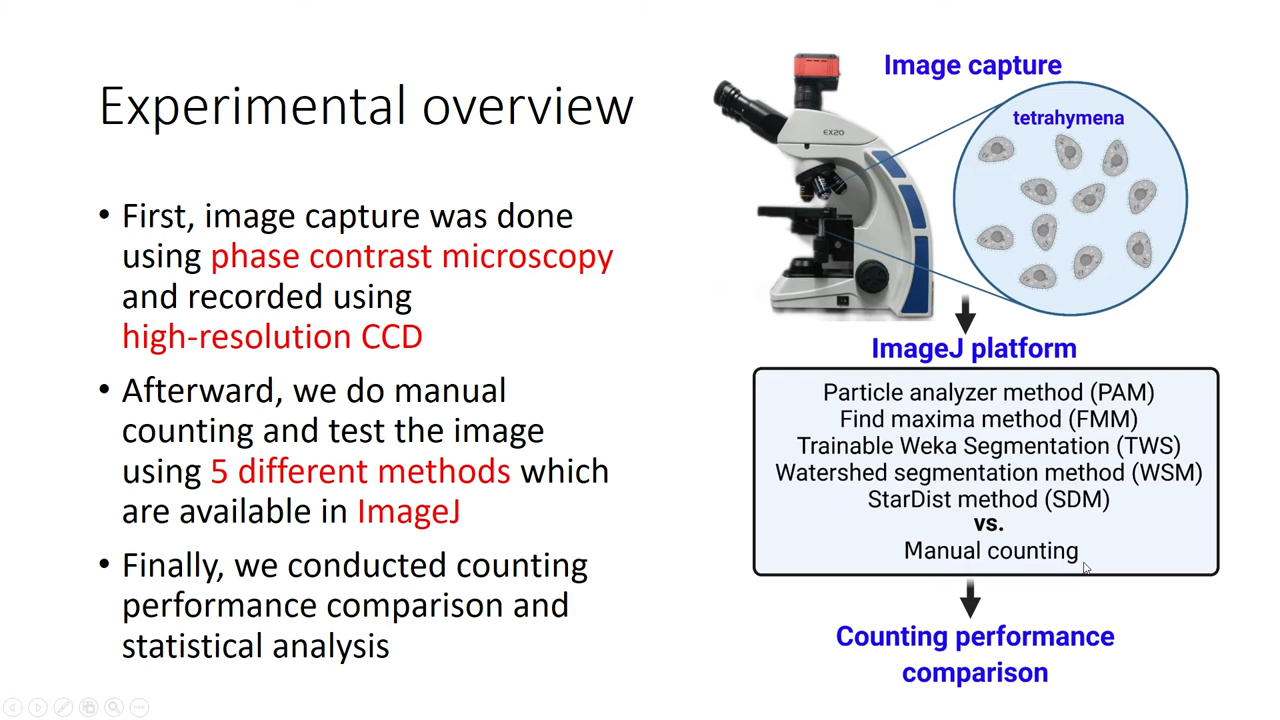 Experimental overview
• First, image capture was done
using phase contrast microscopy
and recorded using
high-resolution CCD
• Afterward, we do manual
counting and test the image
using 5 different methods which
are available in ImageJ
• Finally, we conducted counting
performance comparison and
statistical analysis
Image capture
tetrahymena
EX20
ImageJ platform
Particle analyzer method (PAM)
Find maxima method (FMM)
Trainable Weka Segmentation (TWS)
Watershed segmentation method (WSM)
StarDist method (SDM)
vs.
Manual counting
Counting performance
comparison